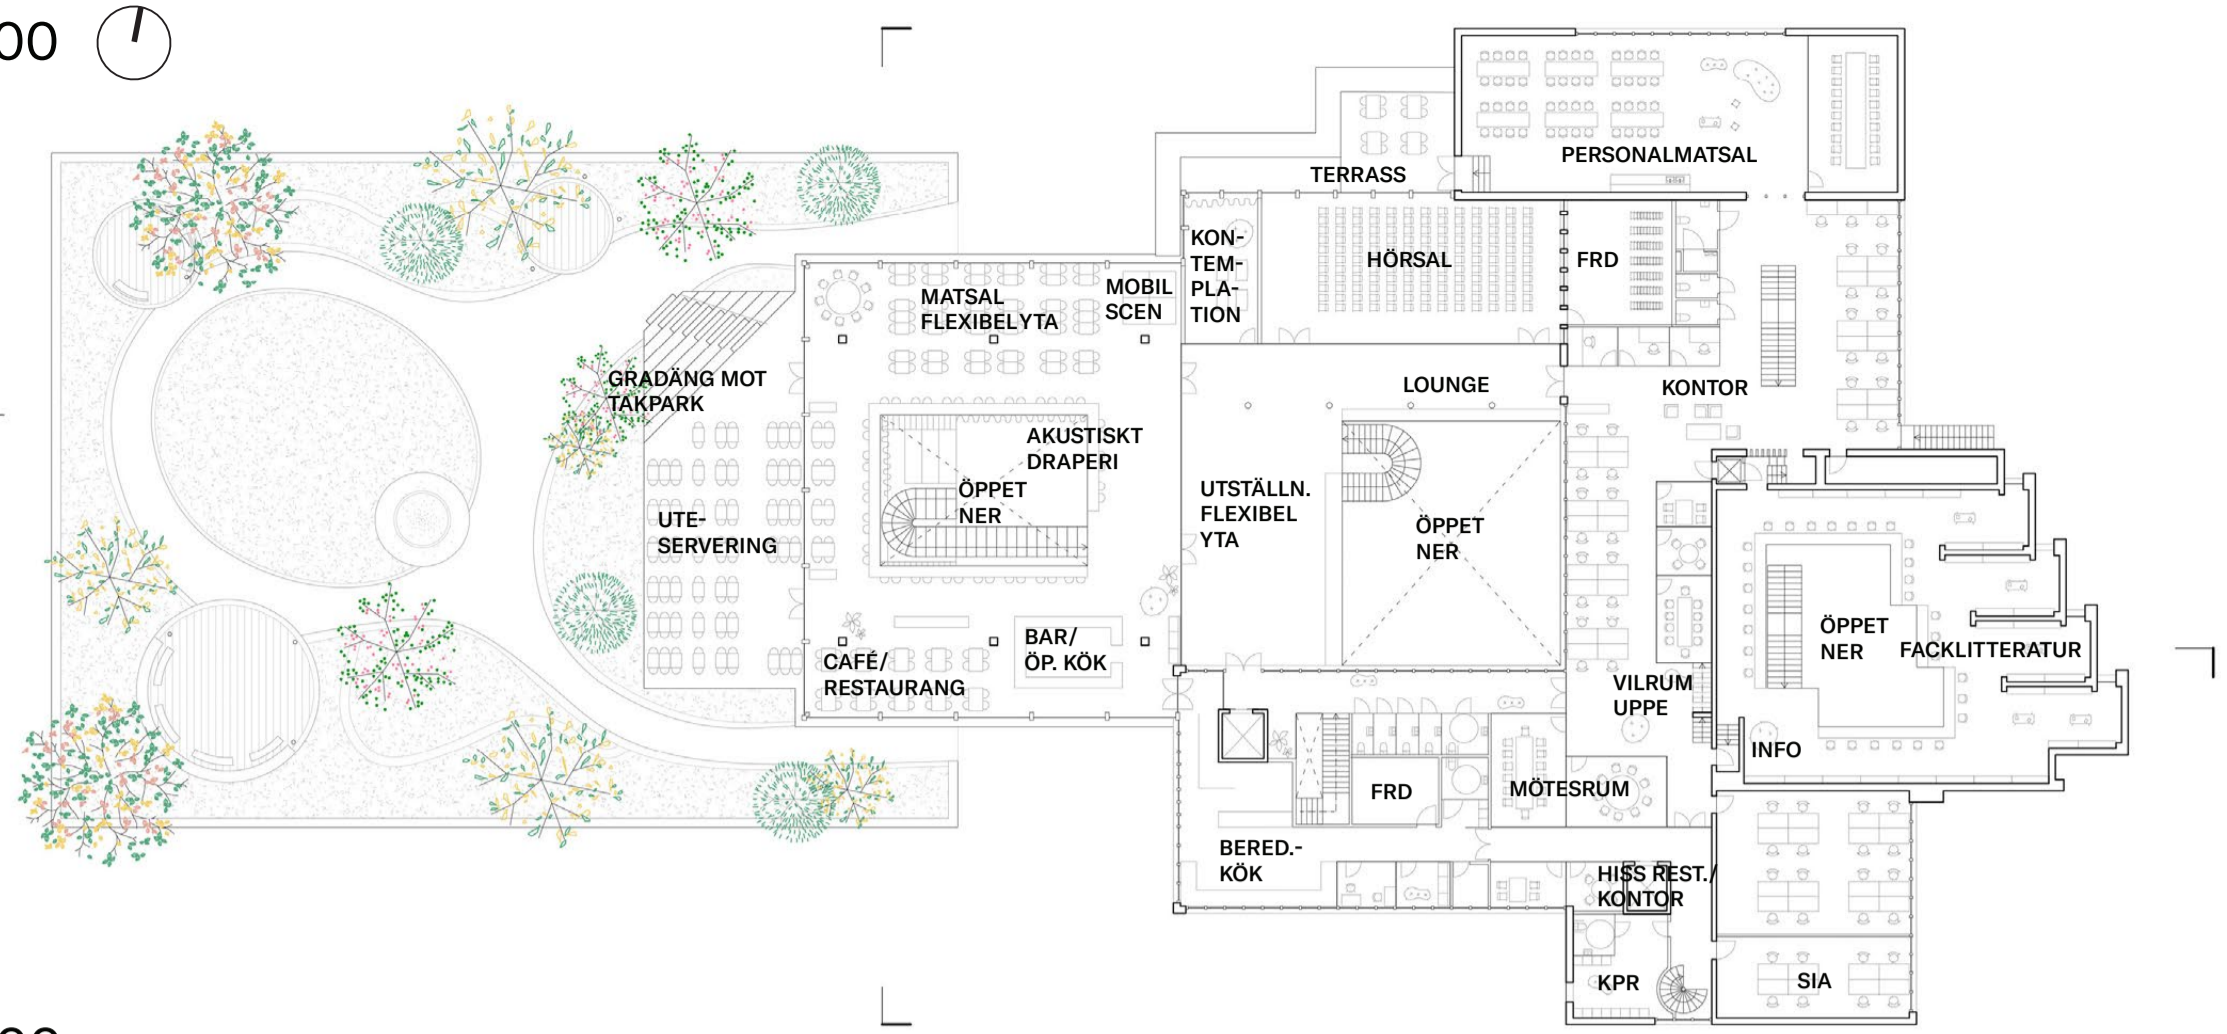 00
PERSONALMATSAL
TERRASS
KON-
TEM-
PLA-
TION
HÖRSAL
FRD
MATSAL
FLEXIBEL YTA
MOBIL
SCEN
GRADÄNG MOT
TAKPARK
LOUNGE
KONTOR
AKUSTISKT
DRAPERI
ÖPPET
NER
UTSTÄLLN.
FLEXIBEL
YTA
ÖPPET
NER
UTE-
SERVERING
ÖPPET
NER
FACKLITTERATUR
BAR/
ÖP. KÖK
CAFÉ/
RESTAURANG
VILRUM
UPPE
INFO
FRD
MÖTESRUM
BERED.-
KÖK
HISS REST./
KONTOR
KPR
SIA